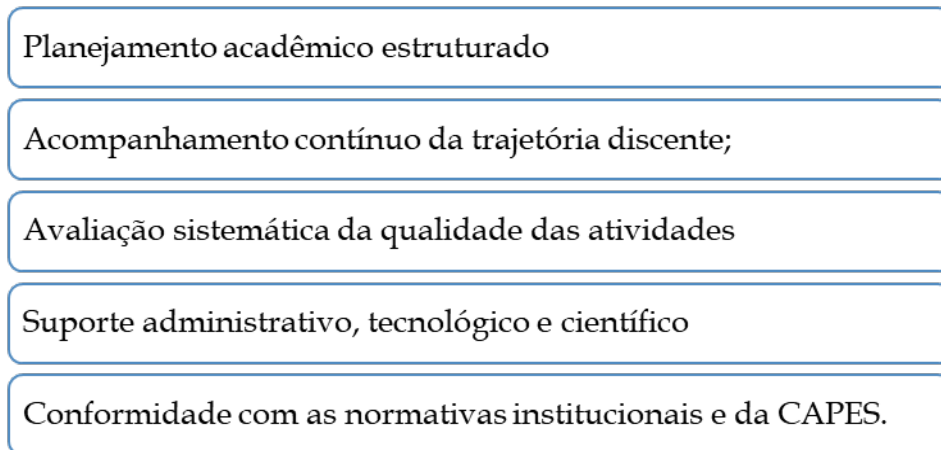 Planejamento acadêmico estruturado
Acompanhamento contínuo da trajetória discente;
Avaliação sistemática da qualidade das atividades
Suporte administrativo, tecnológico e científico
Conformidade com as normativas institucionais e da CAPES.